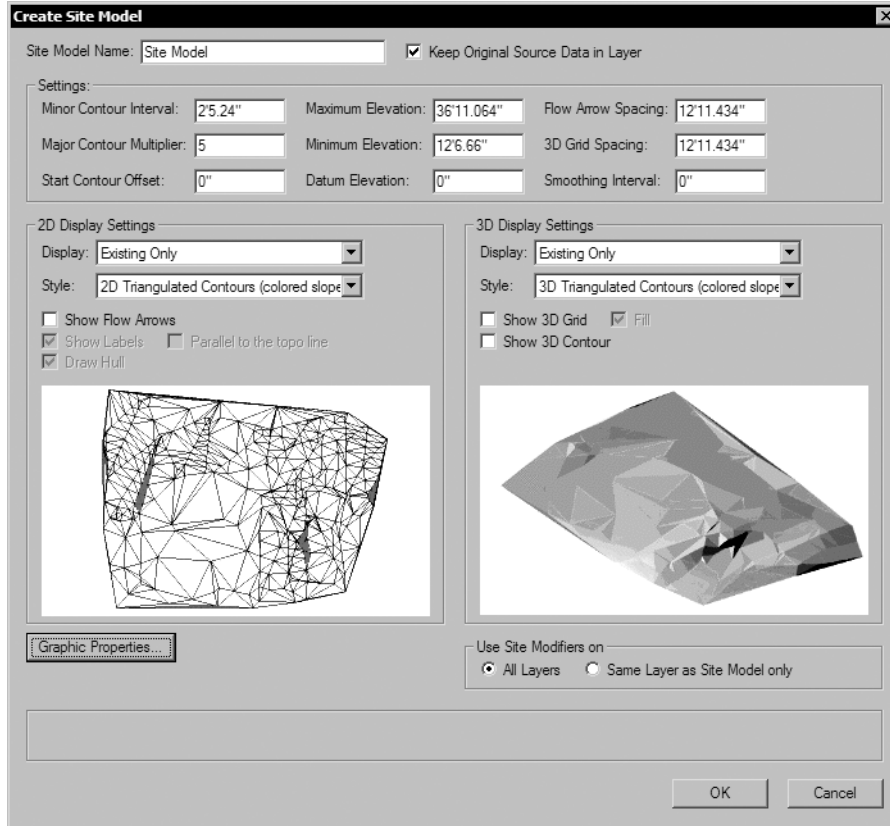 Create Site Model
Site Model Name: Site Model Keep Original Source Data in Layer
Settings:
Minor Contour Interval: 2'5.24" Maximum Elevation: 36'11.064" Flow Arrow Spacing: 12'11.434"
Major Contour Multiplier: 5 Minimum Elevation: 12'6.66" 3D Grid Spacing: 12'11.434"
Start Contour Offset: 0" Datum Elevation: 0" Smoothing Interval: 0"
2D Display Settings
Display: Existing Only
Style: 2D Triangulated Contours (colored slope
Show Flow Arrows
Show Labels Parallel to the topo line
Draw Hull
3D Display Settings
Display: Existing Only
Style: 3D Triangulated Contours (colored slope
Show 3D Grid Fill
Show 3D Contour
Graphic Properties...
Use Site Modifiers on
All Layers Same Layer as Site Model only
OK Cancel